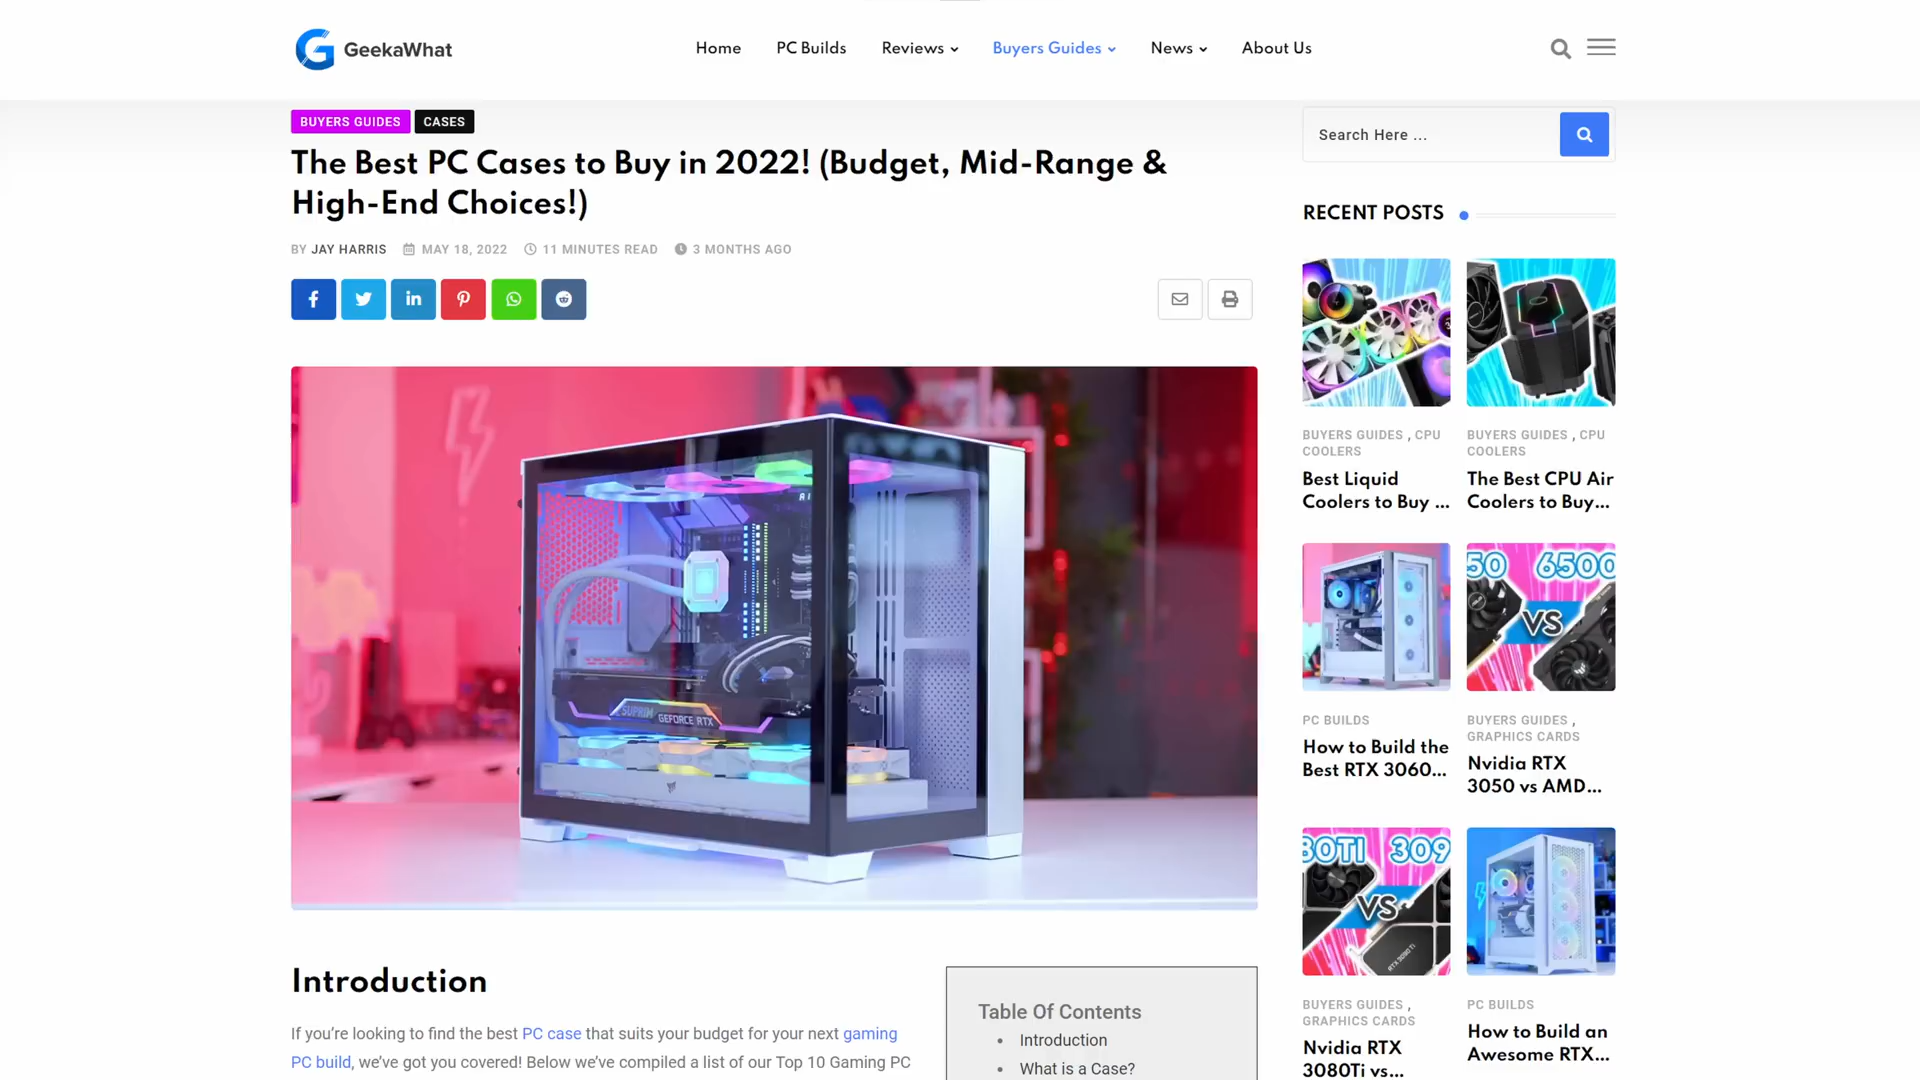 GeekaWhat
Home
PC Builds
Reviews
Buyers Guides
News
About Us
BUYERS GUIDES
CASES
The Best PC Cases to Buy in 2022! (Budget, Mid-Range &
High-End Choices!)
BY JAY HARRIS
MAY 18, 2022
11 MINUTES READ
3 MONTHS AGO
SUPRIM
GEFORCE RTX
Introduction
If you’re looking to find the best PC case that suits your budget for your next gaming
PC build, we’ve got you covered! Below we’ve compiled a list of our Top 10 Gaming PC
Table Of Contents
Introduction
What is a Case?
Search Here ...
RECENT POSTS
BUYERS GUIDES , CPU
COOLERS
Best Liquid
Coolers to Buy ...
BUYERS GUIDES , CPU
COOLERS
The Best CPU Air
Coolers to Buy...
PC BUILDS
How to Build the
Best RTX 3060...
50 6500
VS
BUYERS GUIDES ,
GRAPHICS CARDS
Nvidia RTX
3050 vs AMD...
80TI 309
VS
RTX 3090 Ti
BUYERS GUIDES ,
GRAPHICS CARDS
Nvidia RTX
3080Ti vs...
PC BUILDS
How to Build an
Awesome RTX...